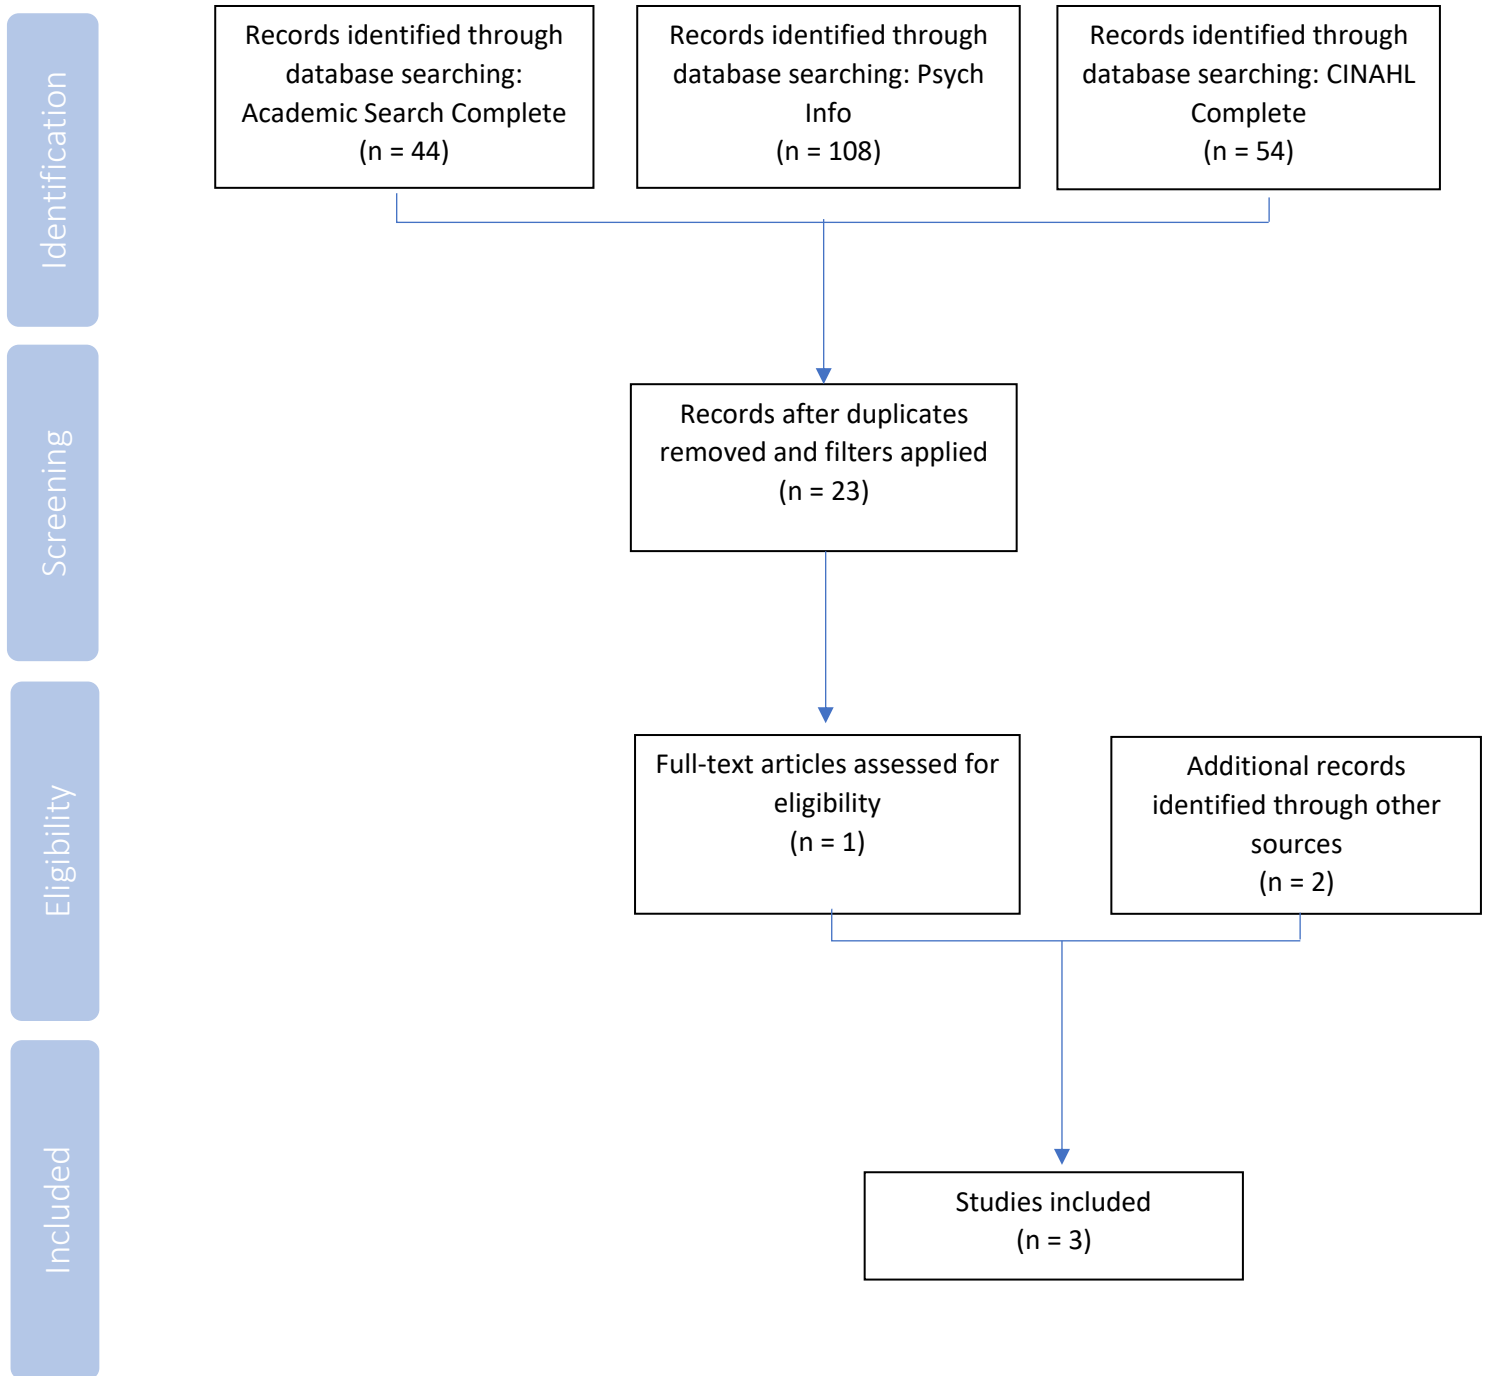 Identification
Records identified through
database searching:
Academic Search Complete
(n = 44)
Records identified through
database searching: Psych
Info
(n = 108)
Records identified through
database searching: CINAHL
Complete
(n = 54)
Screening
Records after duplicates
removed and filters applied
(n = 23)
Eligibility
Full-text articles assessed for
eligibility
(n = 1)
Additional records
identified through other
sources
(n = 2)
Included
Studies included
(n = 3)